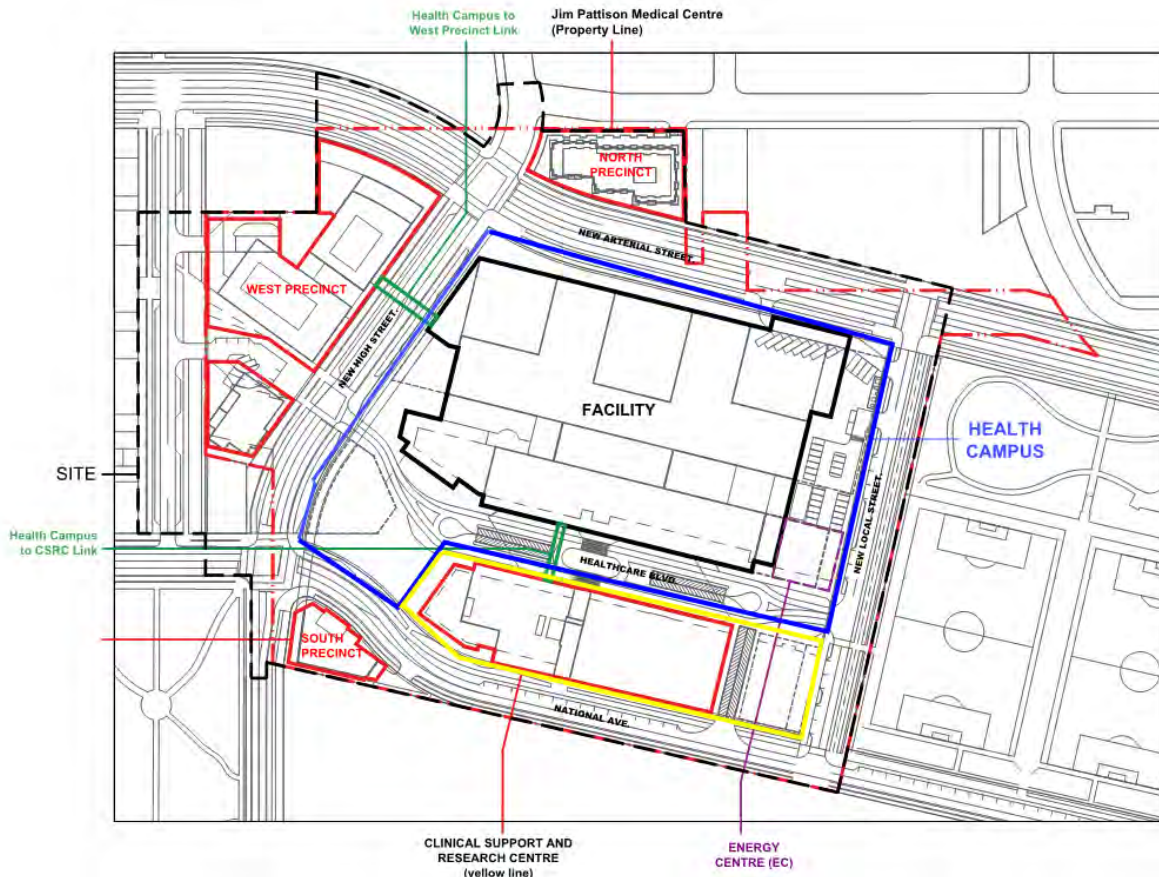 Health Campus to
West Precinct Link
Jim Pattison Medical Centre
(Property Line)
NORTH
PRECINCT
NEW ARTERIAL STREET.
WEST PRECINCT
NEW HIGH STREET.
FACILITY
HEALTH
CAMPUS
SITE
Health Campus
to CSRC Link
HEALTHCARE BLVD.
NEW LOCAL STREET.
SOUTH
PRECINCT
NATIONAL AVE.
CLINICAL SUPPORT AND
RESEARCH CENTRE
(yellow line)
ENERGY
CENTRE (EC)